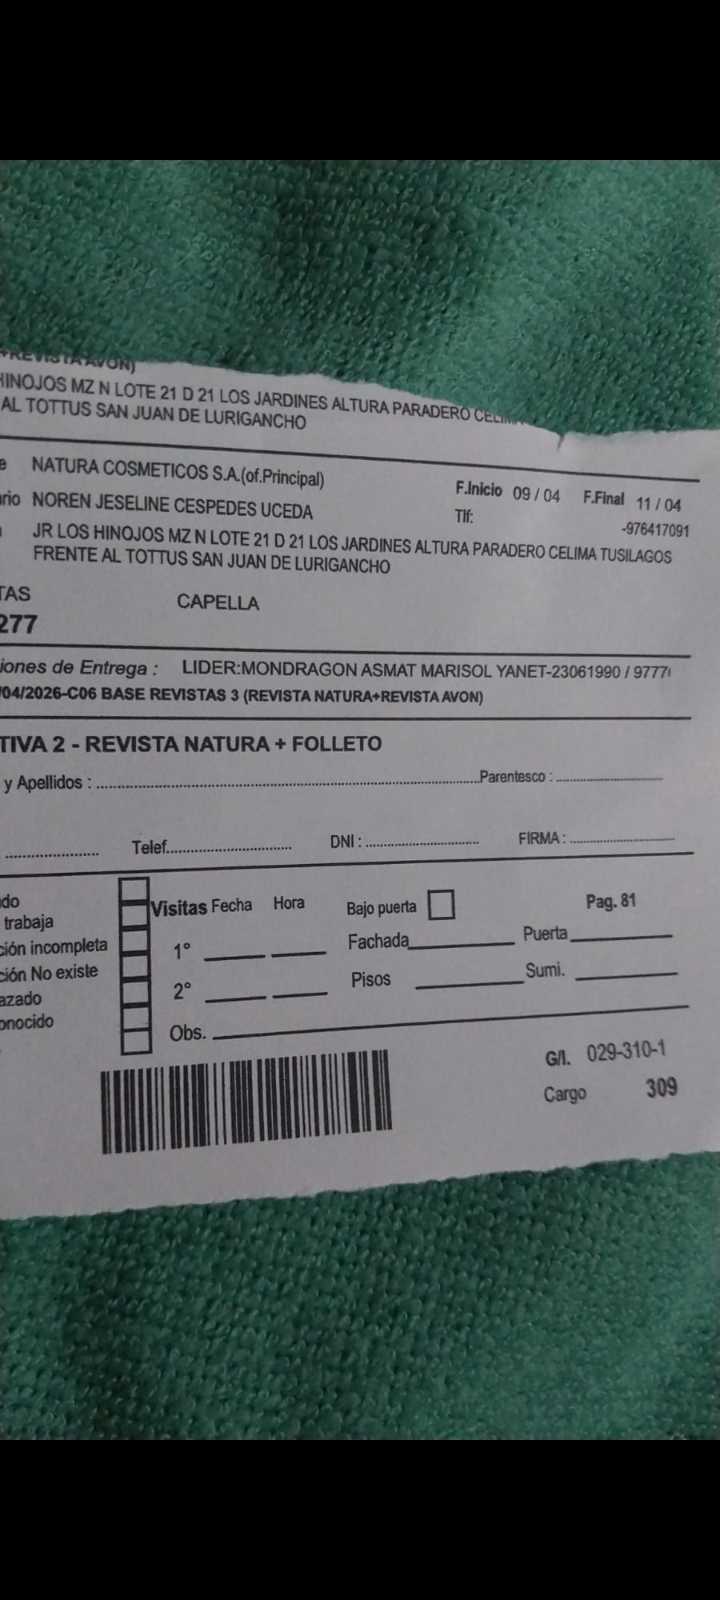 +REVISTA AVON)
HINOJOS MZ N LOTE 21 D 21 LOS JARDINES ALTURA PARADERO
AL TOTTUS SAN JUAN DE LURIGANCHO
e NATURA COSMETICOS S.A.(of.Principal) F.Inicio 09 / 04 F.Final 11 / 04
ario NOREN JESELINE CESPEDES UCEDA Tlf: -976417091
JR LOS HINOJOS MZ N LOTE 21 D 21 LOS JARDINES ALTURA PARADERO CELIMA TUSILAGOS
FRENTE AL TOTTUS SAN JUAN DE LURIGANCHO
TAS CAPELLA
277
iones de Entrega : LIDER:MONDRAGON ASMAT MARISOL YANET-23061990 / 9777
/04/2026-C06 BASE REVISTAS 3 (REVISTA NATURA+REVISTA AVON)
TIVA 2 - REVISTA NATURA + FOLLETO
y Apellidos : Parentesco :
Telef. DNI : FIRMA :
do
trabaja
ción incompleta
ción No existe
azado
onocido
Visitas Fecha Hora Bajo puerta Pag. 81
1° Fachada Puerta
2° Pisos Sumi.
Obs.
G/l. 029-310-1
Cargo 309